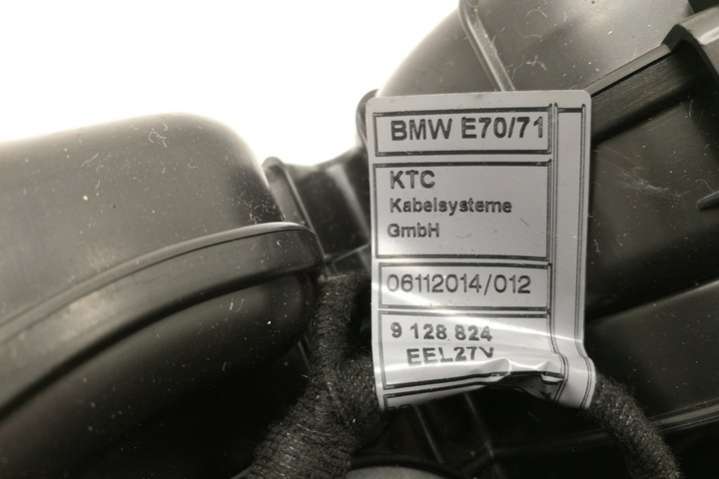 BMW E70/71
KTC
Kabelsysteme
GmbH
06112014/012
9 128 824
EEL27V